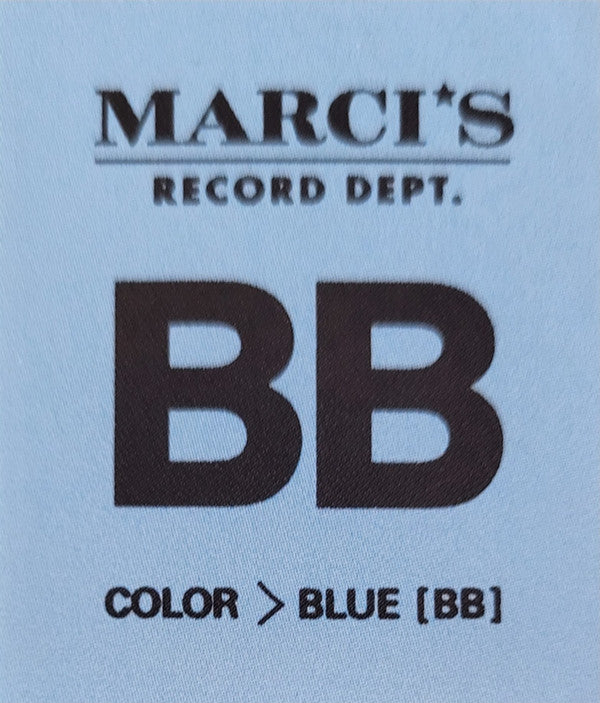 MARCI★S
RECORD DEPT.
BB
COLOR > BLUE [BB]